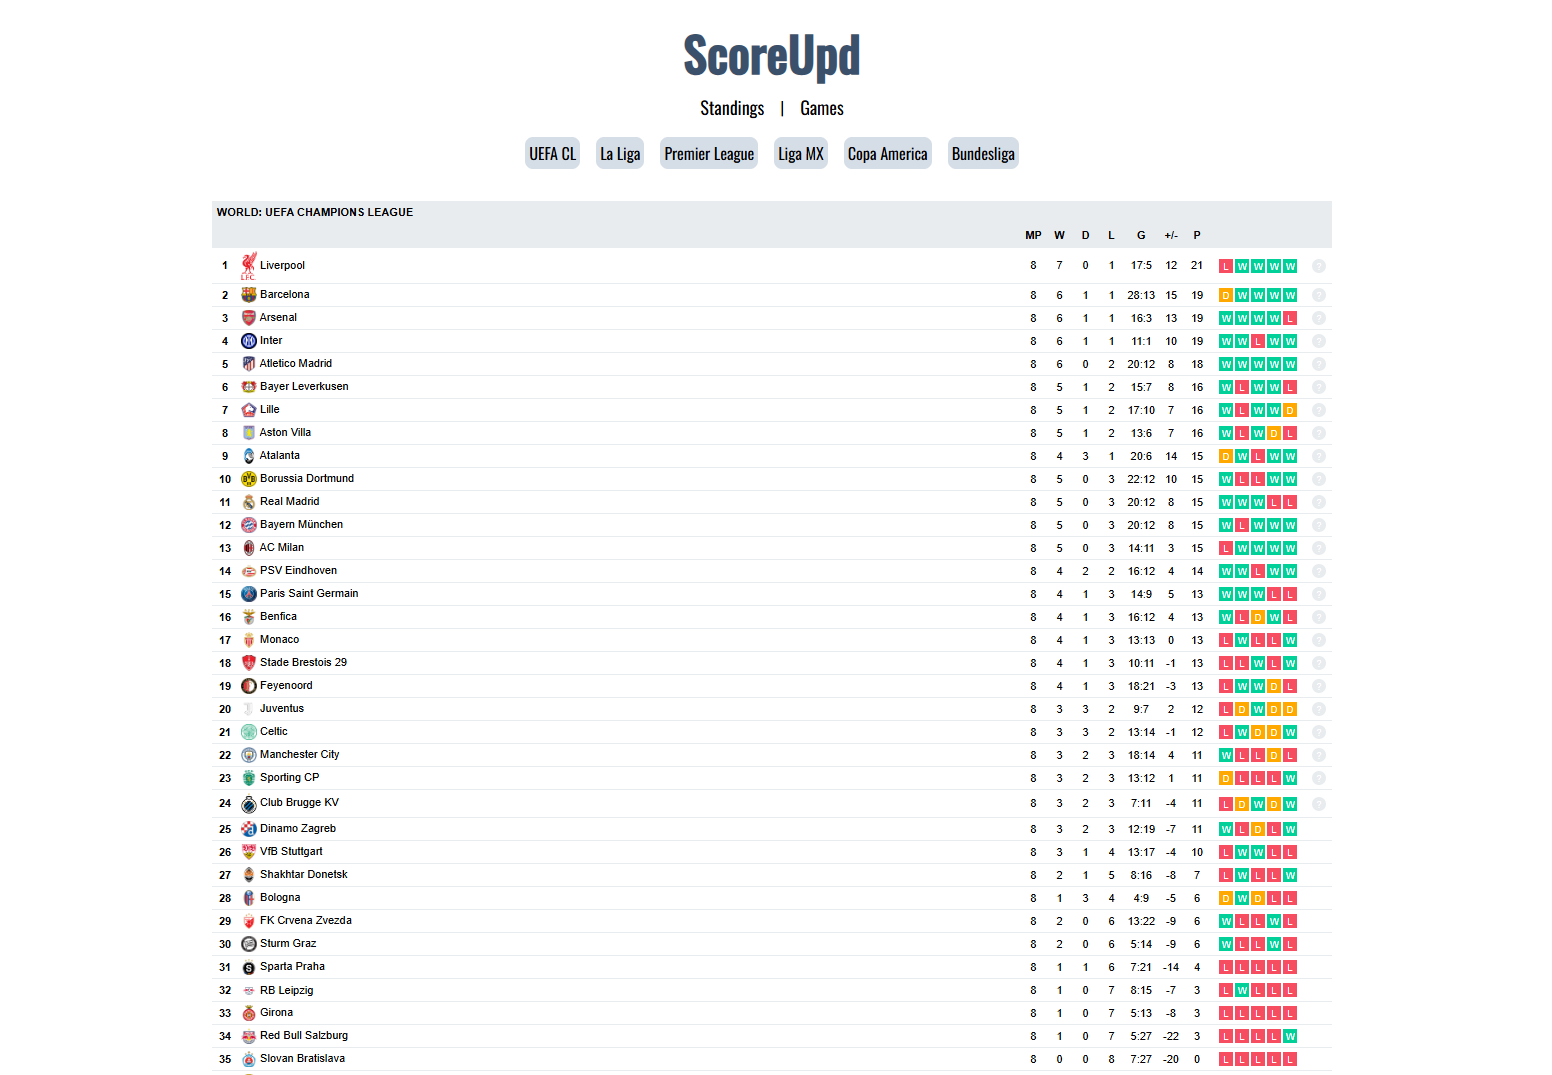 ScoreUpd
Standings | Games
UEFA CL La Liga Premier League Liga MX Copa America Bundesliga
WORLD: UEFA CHAMPIONS LEAGUE
MP W D L G +/- P
1 L.F.C. Liverpool 8 7 0 1 17:5 12 21 L W W W W ?
2 Barcelona 8 6 1 1 28:13 15 19 D W W W W ?
3 Arsenal 8 6 1 1 16:3 13 19 W W W W L ?
4 Inter 8 6 1 1 11:1 10 19 W W L W W ?
5 Atletico Madrid 8 6 0 2 20:12 8 18 W W W W W ?
6 Bayer Leverkusen 8 5 1 2 15:7 8 16 W L W W L ?
7 Lille 8 5 1 2 17:10 7 16 W L W W D ?
8 Aston Villa 8 5 1 2 13:6 7 16 W L W D L ?
9 Atalanta 8 4 3 1 20:6 14 15 D W L W W ?
10 Borussia Dortmund 8 5 0 3 22:12 10 15 W L L W W ?
11 Real Madrid 8 5 0 3 20:12 8 15 W W W L L ?
12 Bayern München 8 5 0 3 20:12 8 15 W L W W W ?
13 AC Milan 8 5 0 3 14:11 3 15 L W W W W ?
14 PSV Eindhoven 8 4 2 2 16:12 4 14 W W L W W ?
15 Paris Saint Germain 8 4 1 3 14:9 5 13 W W W L L ?
16 Benfica 8 4 1 3 16:12 4 13 W L D W L ?
17 Monaco 8 4 1 3 13:13 0 13 L W L L W ?
18 Stade Brestois 29 8 4 1 3 10:11 -1 13 L L W L W ?
19 Feyenoord 8 4 1 3 18:21 -3 13 L W W D L ?
20 Juventus 8 3 3 2 9:7 2 12 L D W D D ?
21 Celtic 8 3 3 2 13:14 -1 12 L W D D W ?
22 Manchester City 8 3 2 3 18:14 4 11 W L L D L ?
23 Sporting CP 8 3 2 3 13:12 1 11 D L L L W ?
24 Club Brugge KV 8 3 2 3 7:11 -4 11 L D W D W ?
25 Dinamo Zagreb 8 3 2 3 12:19 -7 11 W L D L W
26 VfB Stuttgart 8 3 1 4 13:17 -4 10 L W W L L
27 Shakhtar Donetsk 8 2 1 5 8:16 -8 7 L W L L W
28 Bologna 8 1 3 4 4:9 -5 6 D W D L L
29 FK Crvena Zvezda 8 2 0 6 13:22 -9 6 W L L W L
30 Sturm Graz 8 2 0 6 5:14 -9 6 W L L W L
31 Sparta Praha 8 1 1 6 7:21 -14 4 L L L L L
32 RB Leipzig 8 1 0 7 8:15 -7 3 L W L L L
33 Girona 8 1 0 7 5:13 -8 3 L L L L L
34 Red Bull Salzburg 8 1 0 7 5:27 -22 3 L L L L W
35 Slovan Bratislava 8 0 0 8 7:27 -20 0 L L L L L